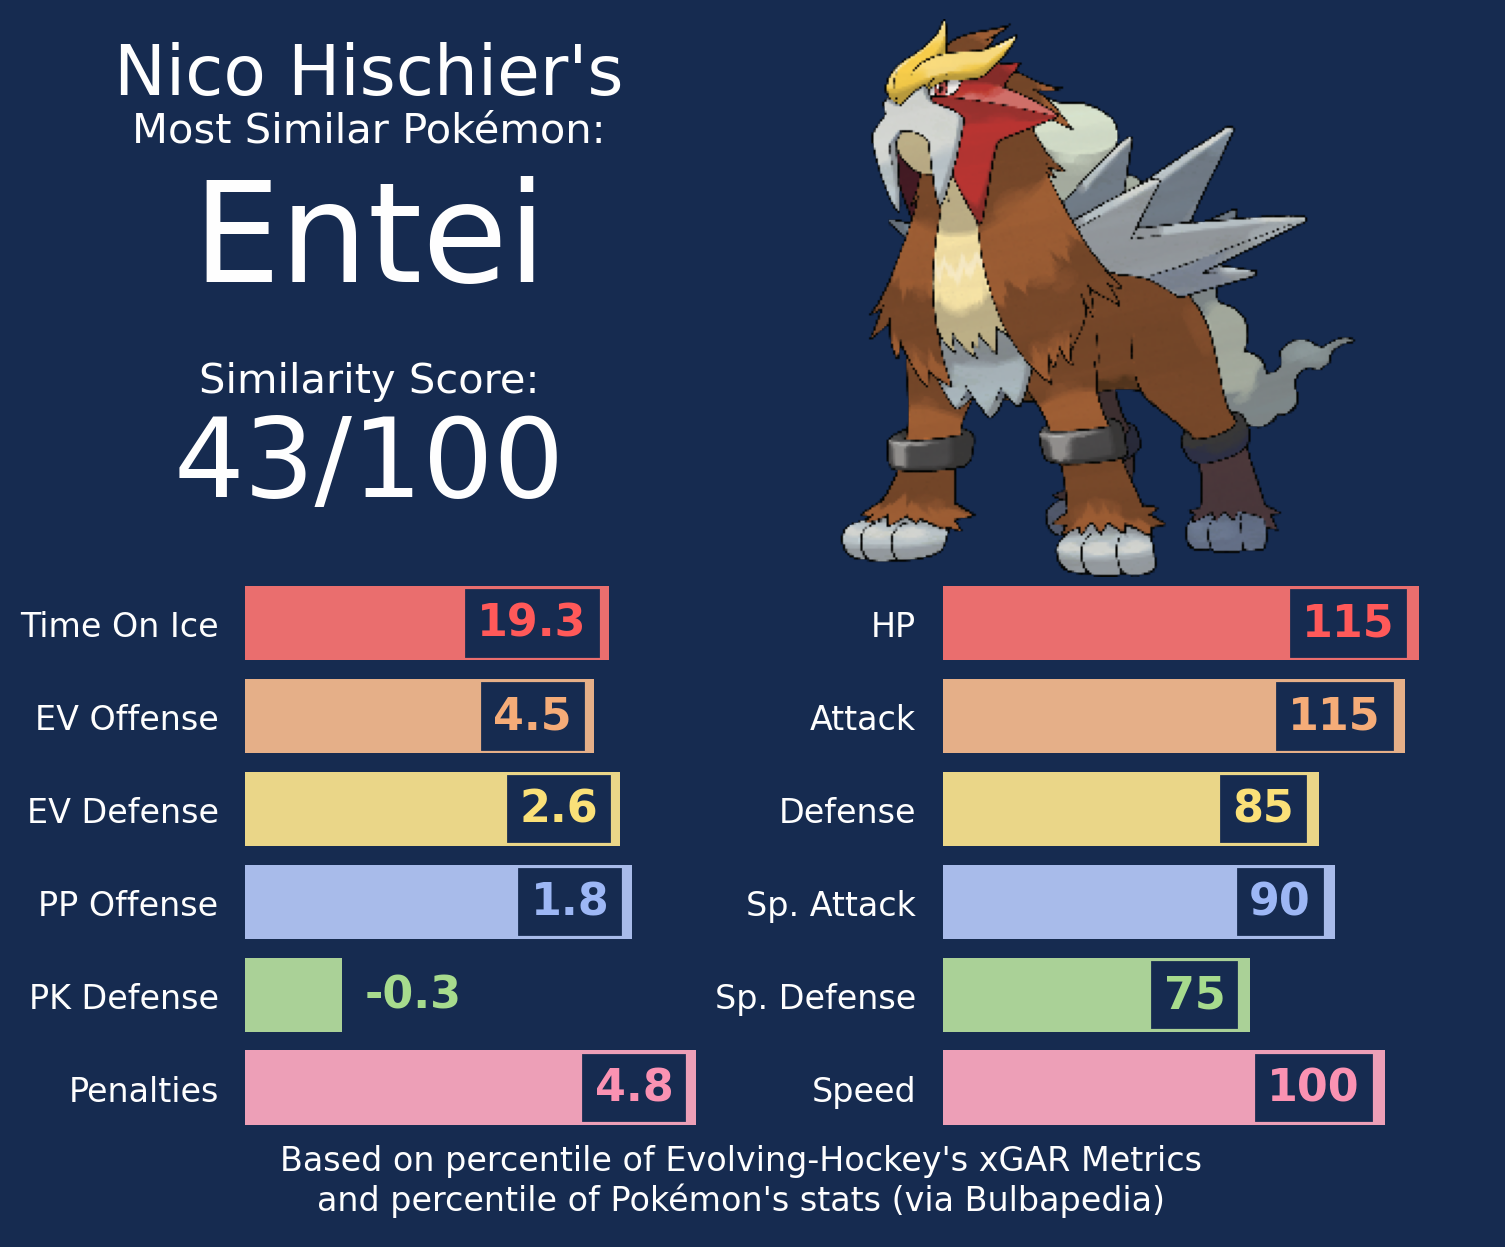 Nico Hischier's
Most Similar Pokémon:
Entei
Similarity Score:
43/100
Time On Ice 19.3
EV Offense 4.5
EV Defense 2.6
PP Offense 1.8
PK Defense -0.3
Penalties 4.8
HP 115
Attack 115
Defense 85
Sp. Attack 90
Sp. Defense 75
Speed 100
Based on percentile of Evolving-Hockey's xGAR Metrics
and percentile of Pokémon's stats (via Bulbapedia)